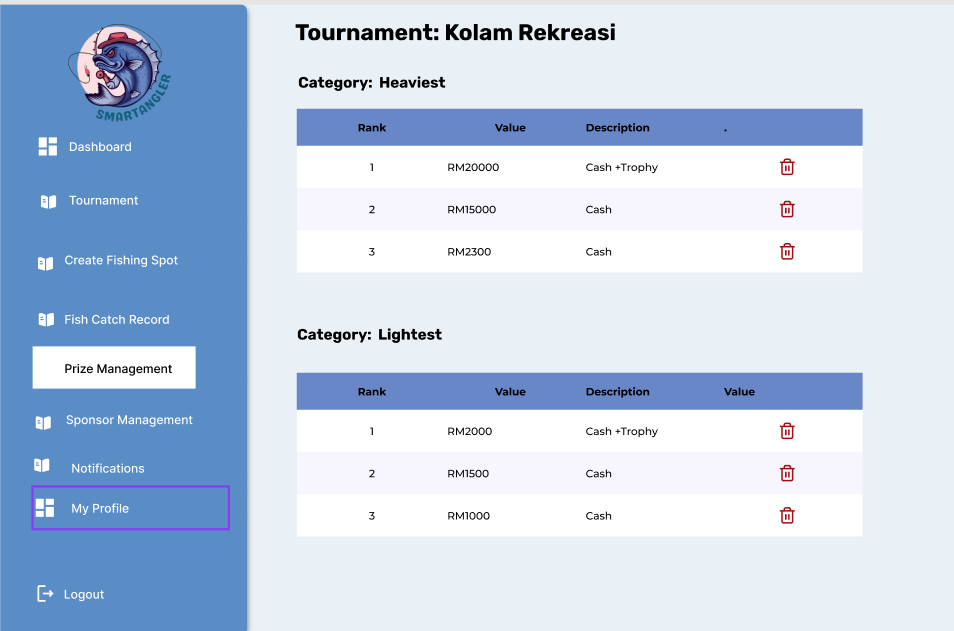 SMARTANGLER
Dashboard
Tournament
Create Fishing Spot
Fish Catch Record
Prize Management
Sponsor Management
Notifications
My Profile
Logout
Tournament: Kolam Rekreasi
Category: Heaviest
Rank Value Description .
1 RM20000 Cash +Trophy
2 RM15000 Cash
3 RM2300 Cash
Category: Lightest
Rank Value Description Value
1 RM2000 Cash +Trophy
2 RM1500 Cash
3 RM1000 Cash